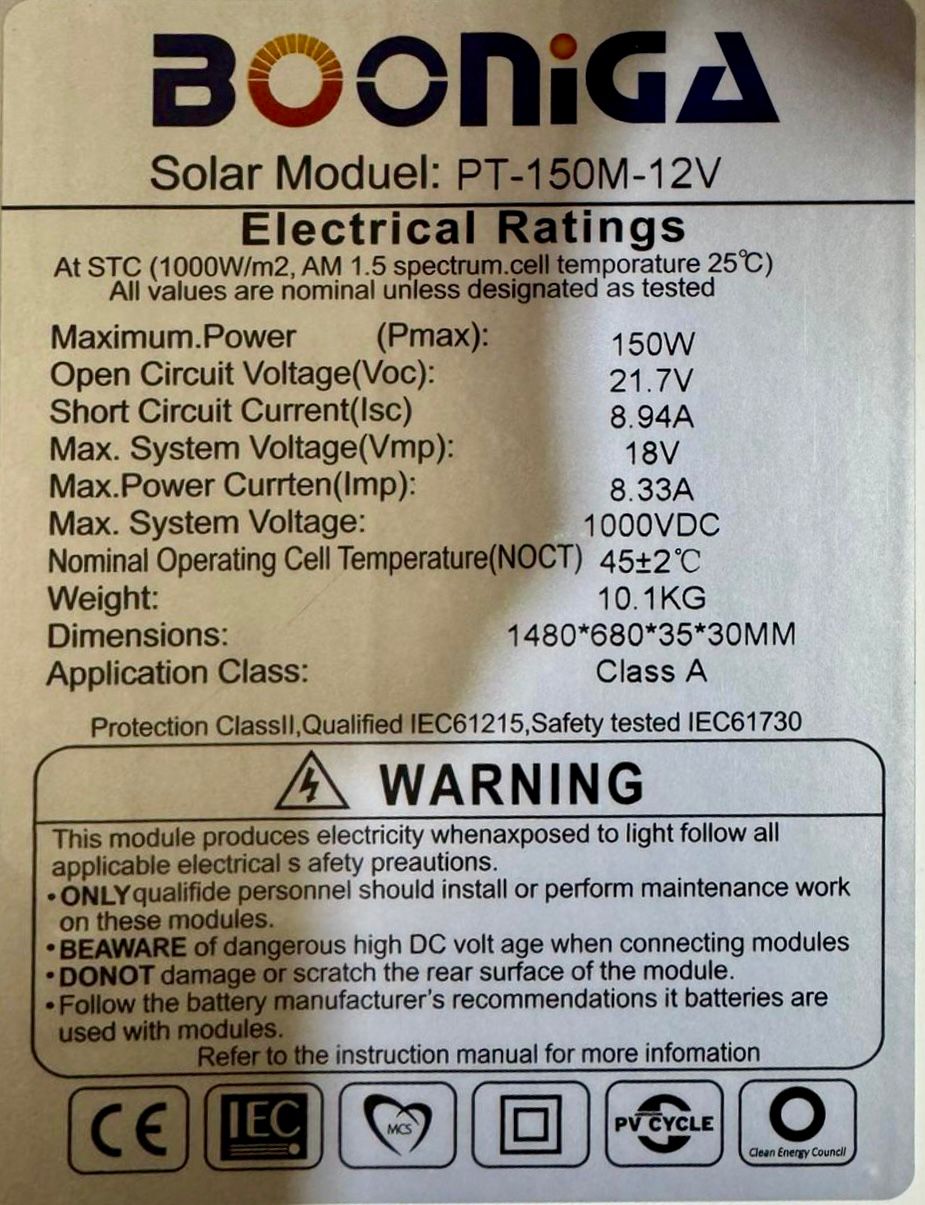 BOONiGA
Solar Moduel: PT-150M-12V
Electrical Ratings
At STC (1000W/m2, AM 1.5 spectrum.cell temporature 25℃)
All values are nominal unless designated as tested
Maximum.Power (Pmax): 150W
Open Circuit Voltage(Voc): 21.7V
Short Circuit Current(Isc) 8.94A
Max. System Voltage(Vmp): 18V
Max.Power Currten(Imp): 8.33A
Max. System Voltage: 1000VDC
Nominal Operating Cell Temperature(NOCT) 45±2℃
Weight: 10.1KG
Dimensions: 1480*680*35*30MM
Application Class: Class A
Protection ClassII,Qualified IEC61215,Safety tested IEC61730
WARNING
This module produces electricity whenaxposed to light follow all
applicable electrical s afety preautions.
•ONLYqualifide personnel should install or perform maintenance work
on these modules.
•BEAWARE of dangerous high DC volt age when connecting modules
•DONOT damage or scratch the rear surface of the module.
•Follow the battery manufacturer's recommendations it batteries are
used with modules.
Refer to the instruction manual for more infomation
CE IEC MCS PV CYCLE Clean Energy Council